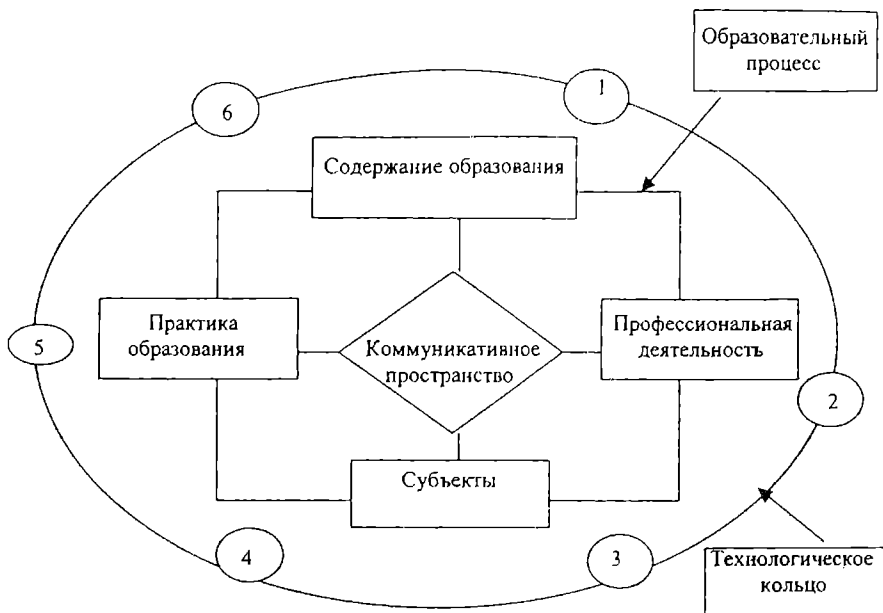 Образовательный
процесс
1
6
Содержание образования
Практика
образования
Профессиональная
деятельность
5
Коммуникативное
пространство
2
Субъекты
4
3
Технологическое
кольцо